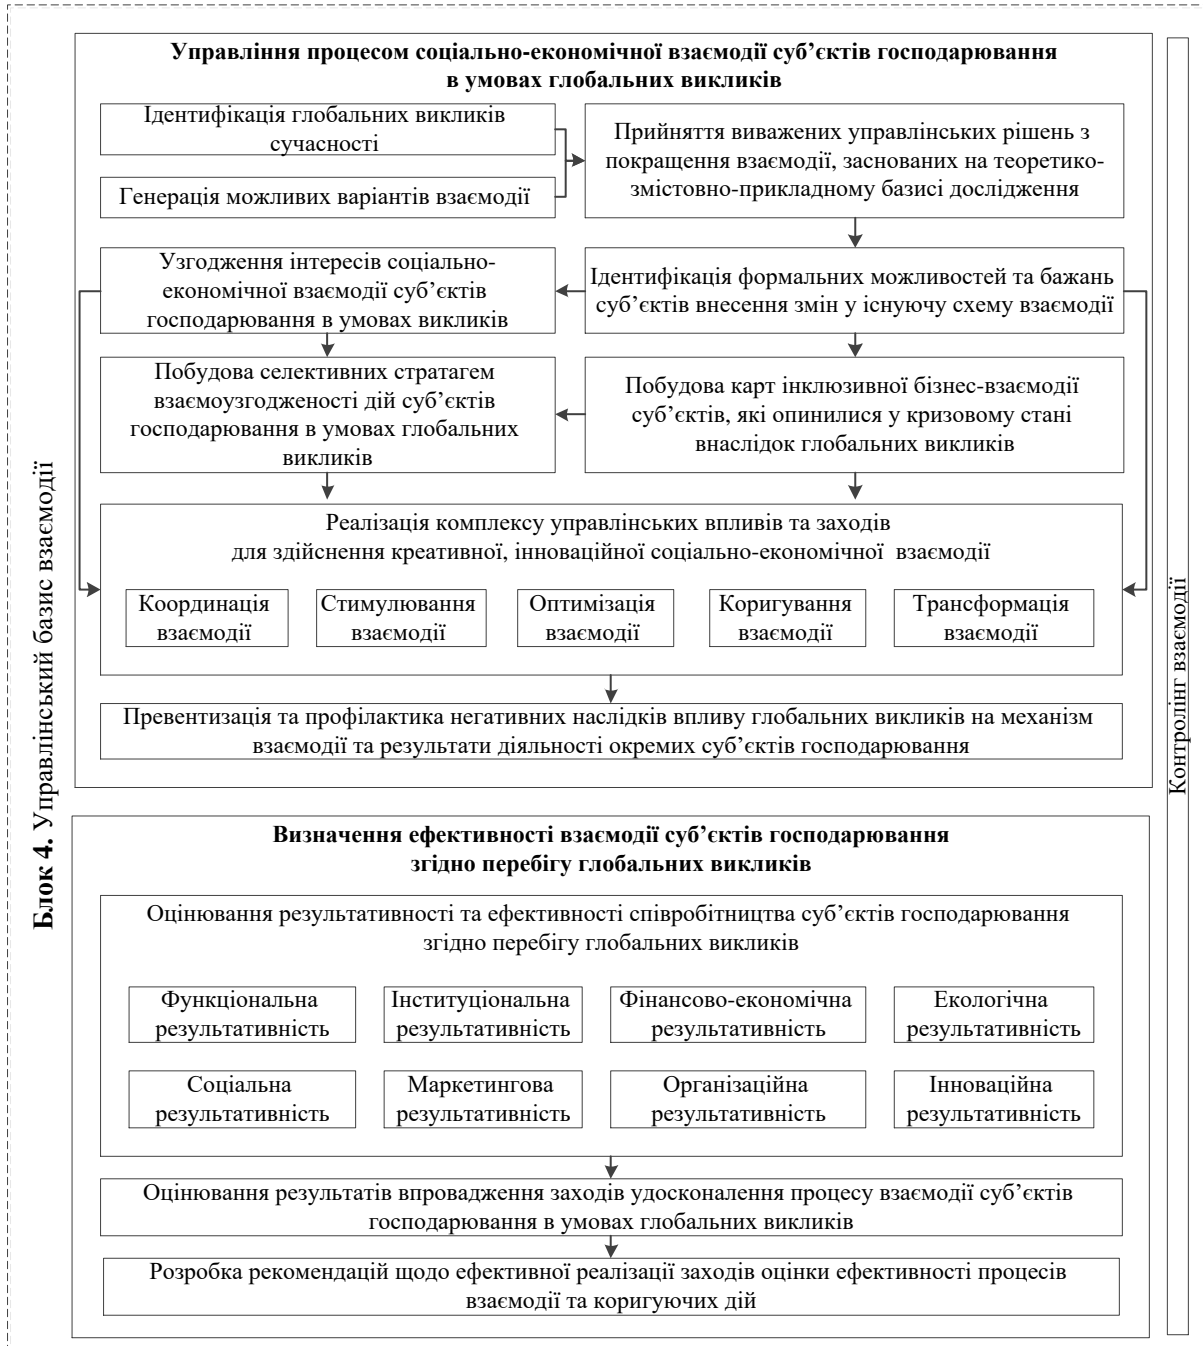 Управління процесом соціально-економічної взаємодії суб’єктів господарювання
в умовах глобальних викликів
Ідентифікація глобальних викликів
сучасності
Генерація можливих варіантів взаємодії
Прийняття виважених управлінських рішень з
покращення взаємодії, заснованих на теоретико-
змістовно-прикладному базисі дослідження
Узгодження інтересів соціально-
економічної взаємодії суб’єктів
господарювання в умовах викликів
Ідентифікація формальних можливостей та бажань
суб’єктів внесення змін у існуючу схему взаємодії
Побудова селективних стратагем
взаємоузгодженості дій суб’єктів
господарювання в умовах глобальних
викликів
Побудова карт інклюзивної бізнес-взаємодії
суб’єктів, які опинилися у кризовому стані
внаслідок глобальних викликів
Реалізація комплексу управлінських впливів та заходів
для здійснення креативної, інноваційної соціально-економічної взаємодії
Координація
взаємодії
Стимулювання
взаємодії
Оптимізація
взаємодії
Коригування
взаємодії
Трансформація
взаємодії
Превентизація та профілактика негативних наслідків впливу глобальних викликів на механізм
взаємодії та результати діяльності окремих суб’єктів господарювання
Блок 4. Управлінський базис взаємодії
Контролінг взаємодії
Визначення ефективності взаємодії суб’єктів господарювання
згідно перебігу глобальних викликів
Оцінювання результативності та ефективності співробітництва суб’єктів господарювання
згідно перебігу глобальних викликів
Функціональна
результативність
Інституціональна
результативність
Фінансово-економічна
результативність
Екологічна
результативність
Соціальна
результативність
Маркетингова
результативність
Організаційна
результативність
Інноваційна
результативність
Оцінювання результатів впровадження заходів удосконалення процесу взаємодії суб’єктів
господарювання в умовах глобальних викликів
Розробка рекомендацій щодо ефективної реалізації заходів оцінки ефективності процесів
взаємодії та коригуючих дій